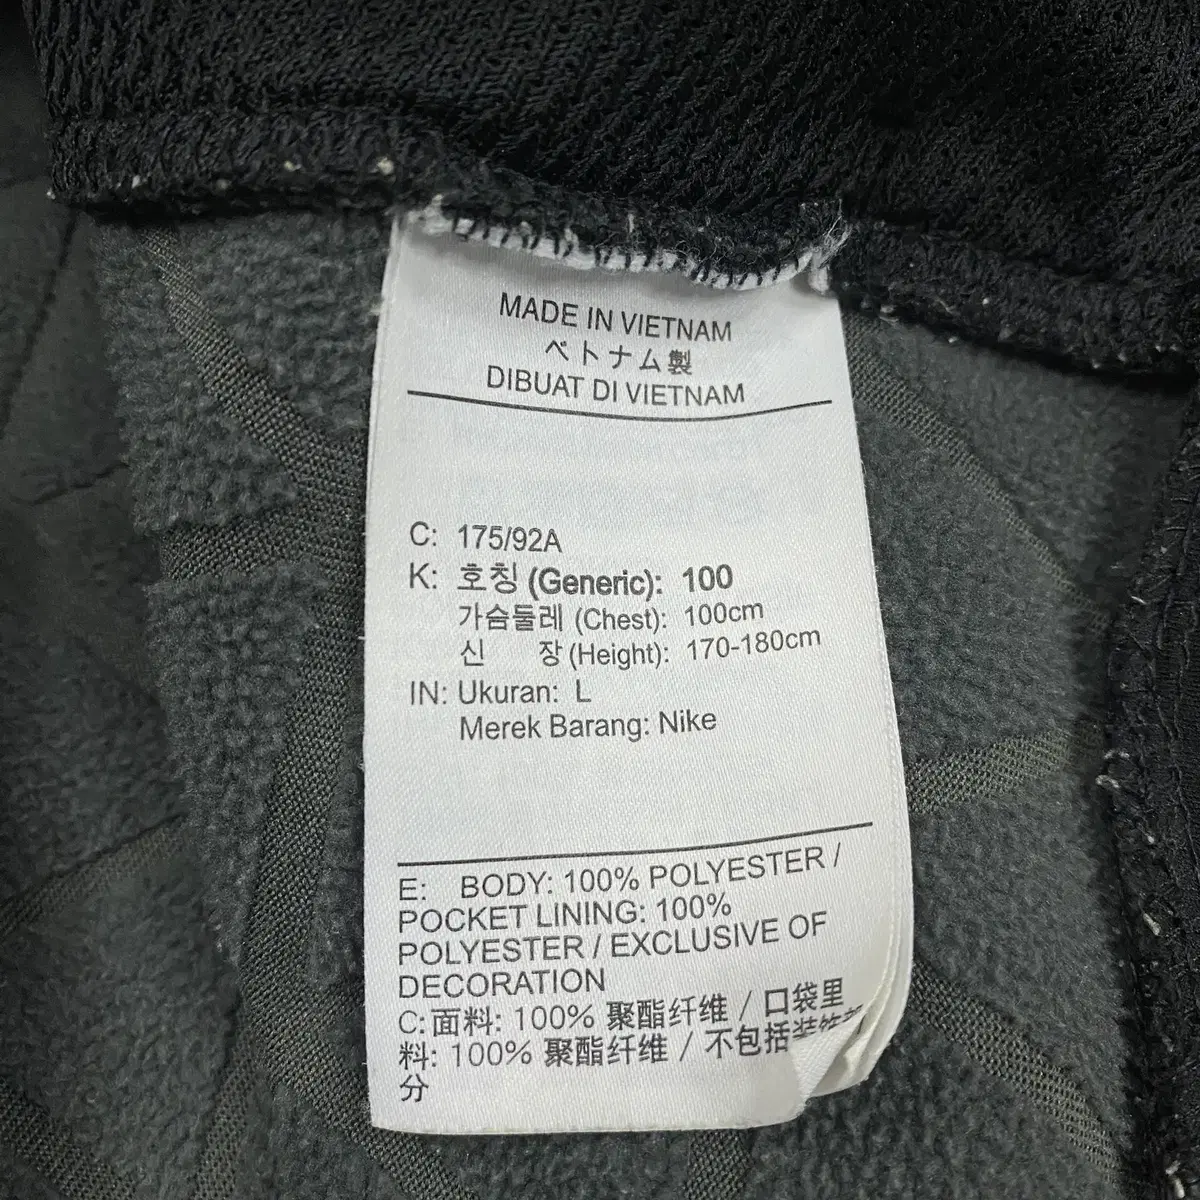 MADE IN VIETNAM
ベトナム製
DIBUAT DI VIETNAM
C: 175/92A
K: 호칭 (Generic): 100
가슴둘레 (Chest): 100cm
신 장 (Height): 170-180cm
IN: Ukuran: L
Merek Barang: Nike
E: BODY: 100% POLYESTER /
POCKET LINING: 100%
POLYESTER / EXCLUSIVE OF
DECORATION
C:面料: 100% 聚酯纤维 / 口袋里
料: 100% 聚酯纤维 / 不包括装饰部
分